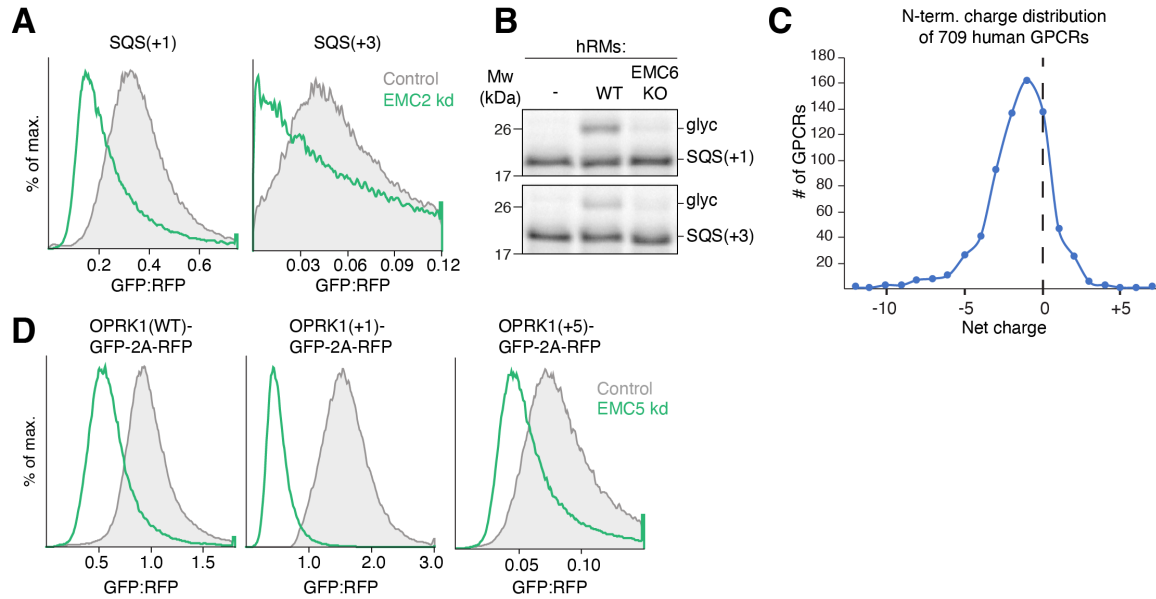 A
SQS(+1)
SQS(+3)
Control
EMC2 kd
% of max.
0.2 0.4 0.6
0.03 0.06 0.09 0.12
GFP:RFP
GFP:RFP
B
hRMs:
Mw
(kDa)
- WT EMC6
KO
26
glyc
SQS(+1)
17
26
glyc
SQS(+3)
17
C
N-term. charge distribution
of 709 human GPCRs
# of GPCRs
180
160
140
120
100
80
60
40
20
-10 -5 0 +5
Net charge
D
OPRK1(WT)-
GFP-2A-RFP
OPRK1(+1)-
GFP-2A-RFP
OPRK1(+5)-
GFP-2A-RFP
Control
EMC5 kd
% of max.
0.5 1.0 1.5
1.0 2.0 3.0
0.05 0.10
GFP:RFP
GFP:RFP
GFP:RFP